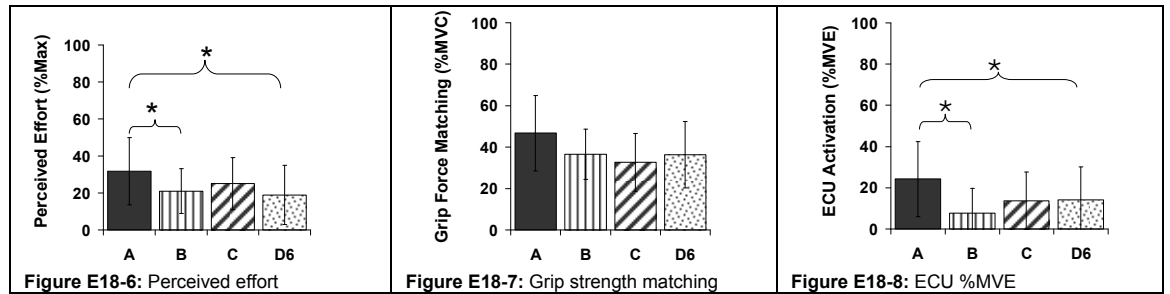 Perceived Effort (%Max)
100
80
60
40
20
0
*
*
A B C D6
Figure E18-6: Perceived effort
Grip Force Matching (%MVC)
100
80
60
40
20
0
A B C D6
Figure E18-7: Grip strength matching
ECU Activation (%MVE)
100
80
60
40
20
0
*
*
A B C D6
Figure E18-8: ECU %MVE